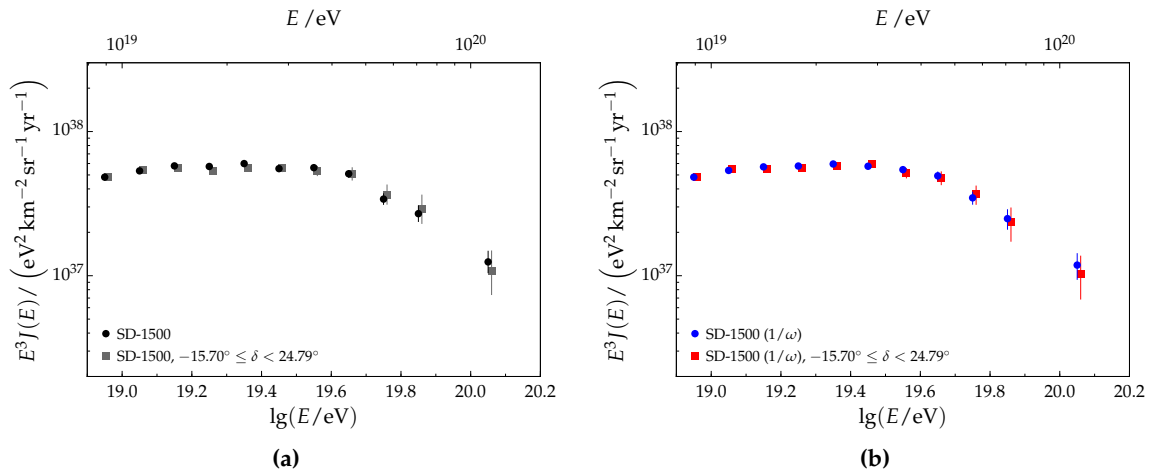 E /eV
10^19 10^20
E^3 J(E) / (eV^2 km^−2 sr^−1 yr^−1)
10^38
10^37
SD-1500
SD-1500, −15.70° ≤ δ < 24.79°
19.0 19.2 19.4 19.6 19.8 20.0 20.2
lg(E/eV)
(a)
E /eV
10^19 10^20
E^3 J(E) / (eV^2 km^−2 sr^−1 yr^−1)
10^38
10^37
SD-1500 (1/ω)
SD-1500 (1/ω), −15.70° ≤ δ < 24.79°
19.0 19.2 19.4 19.6 19.8 20.0 20.2
lg(E/eV)
(b)